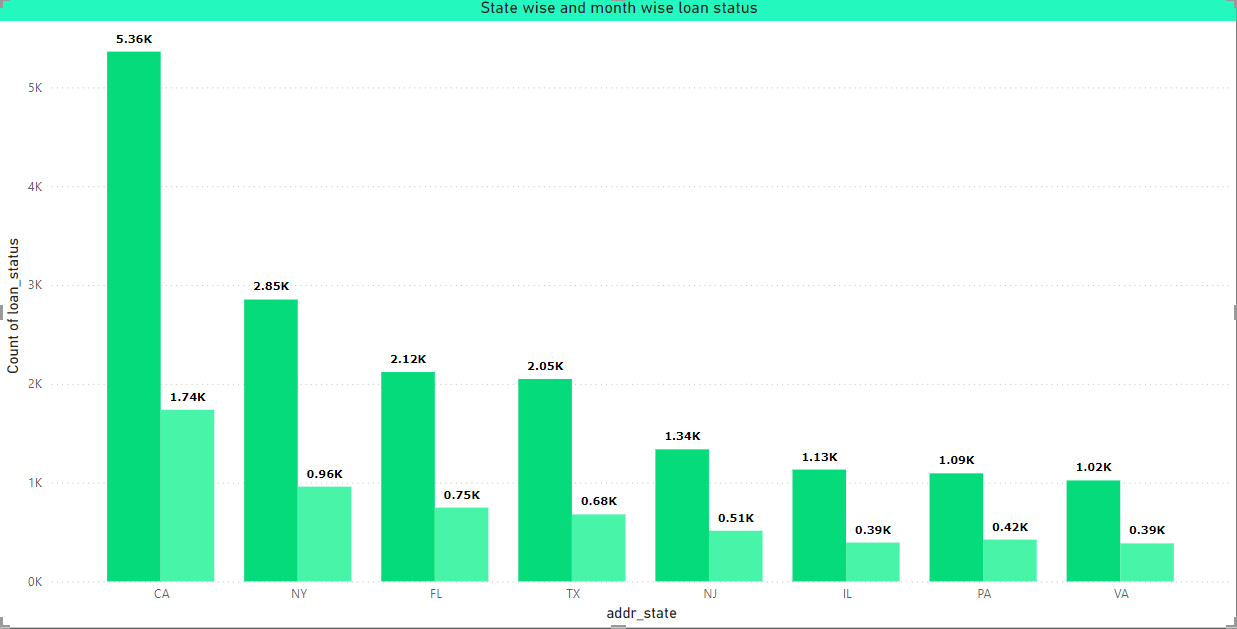 State wise and month wise loan status
Count of loan_status
5K
4K
3K
2K
1K
0K
5.36K
1.74K
2.85K
0.96K
2.12K
0.75K
2.05K
0.68K
1.34K
0.51K
1.13K
0.39K
1.09K
0.42K
1.02K
0.39K
CA NY FL TX NJ IL PA VA
addr_state